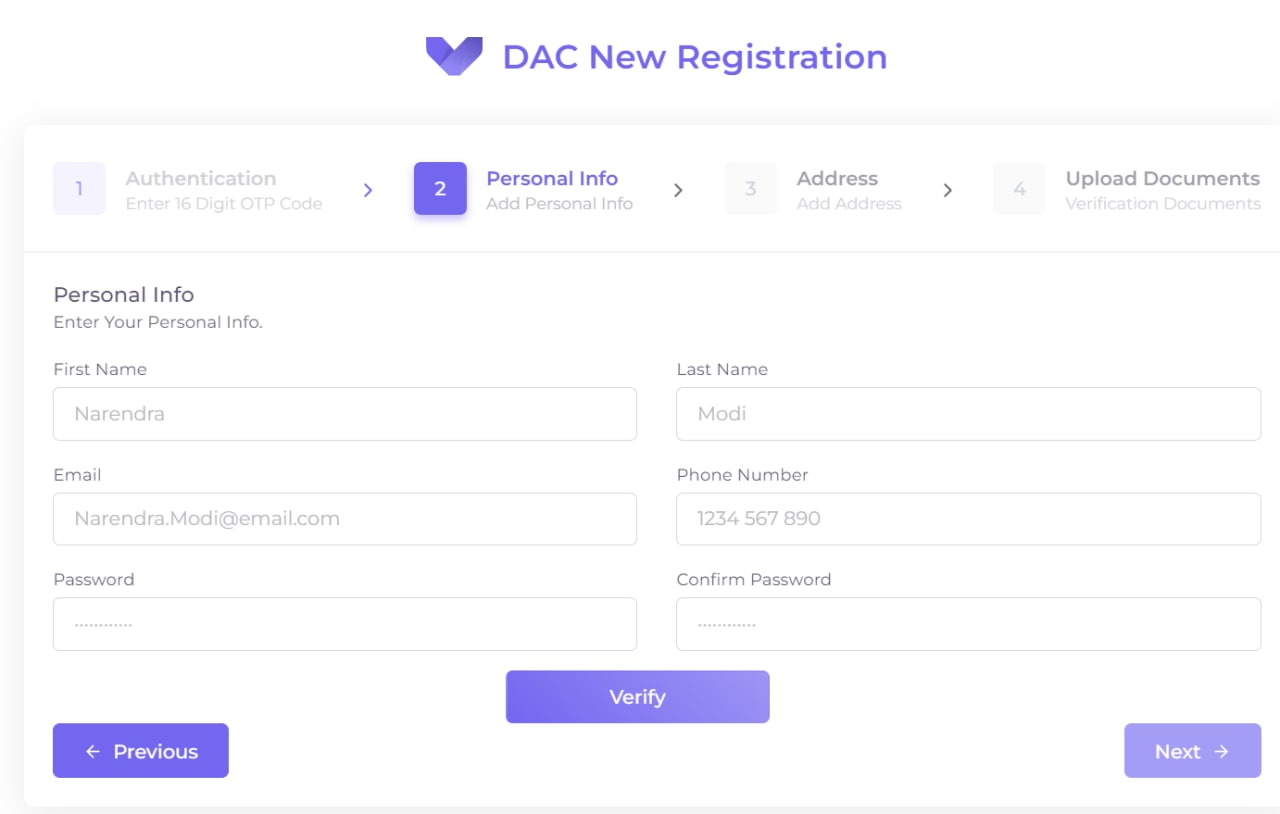 DAC New Registration
1
Authentication
Enter 16 Digit OTP Code
2
Personal Info
Add Personal Info
3
Address
Add Address
4
Upload Documents
Verification Documents
Personal Info
Enter Your Personal Info.
First Name
Last Name
Narendra
Modi
Email
Phone Number
Narendra.Modi@email.com
1234 567 890
Password
Confirm Password
············
············
Verify
← Previous
Next →